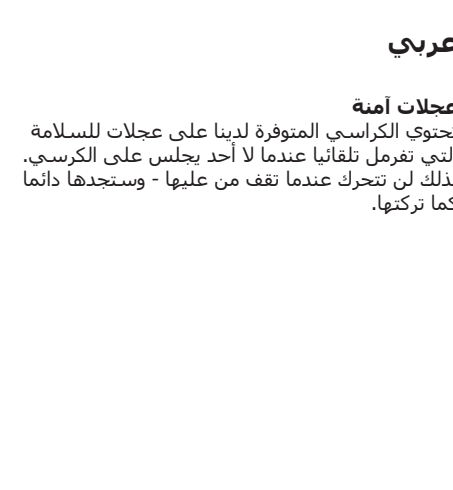 عربي
عجلات آمنة
تحتوي الكراسي المتوفرة لدينا على عجلات للسلامة
التي تفرمل تلقائيا عندما لا أحد يجلس على الكرسي.
لذلك لن تتحرك عندما تقف من عليها - وستجدها دائما
كما تركتها.